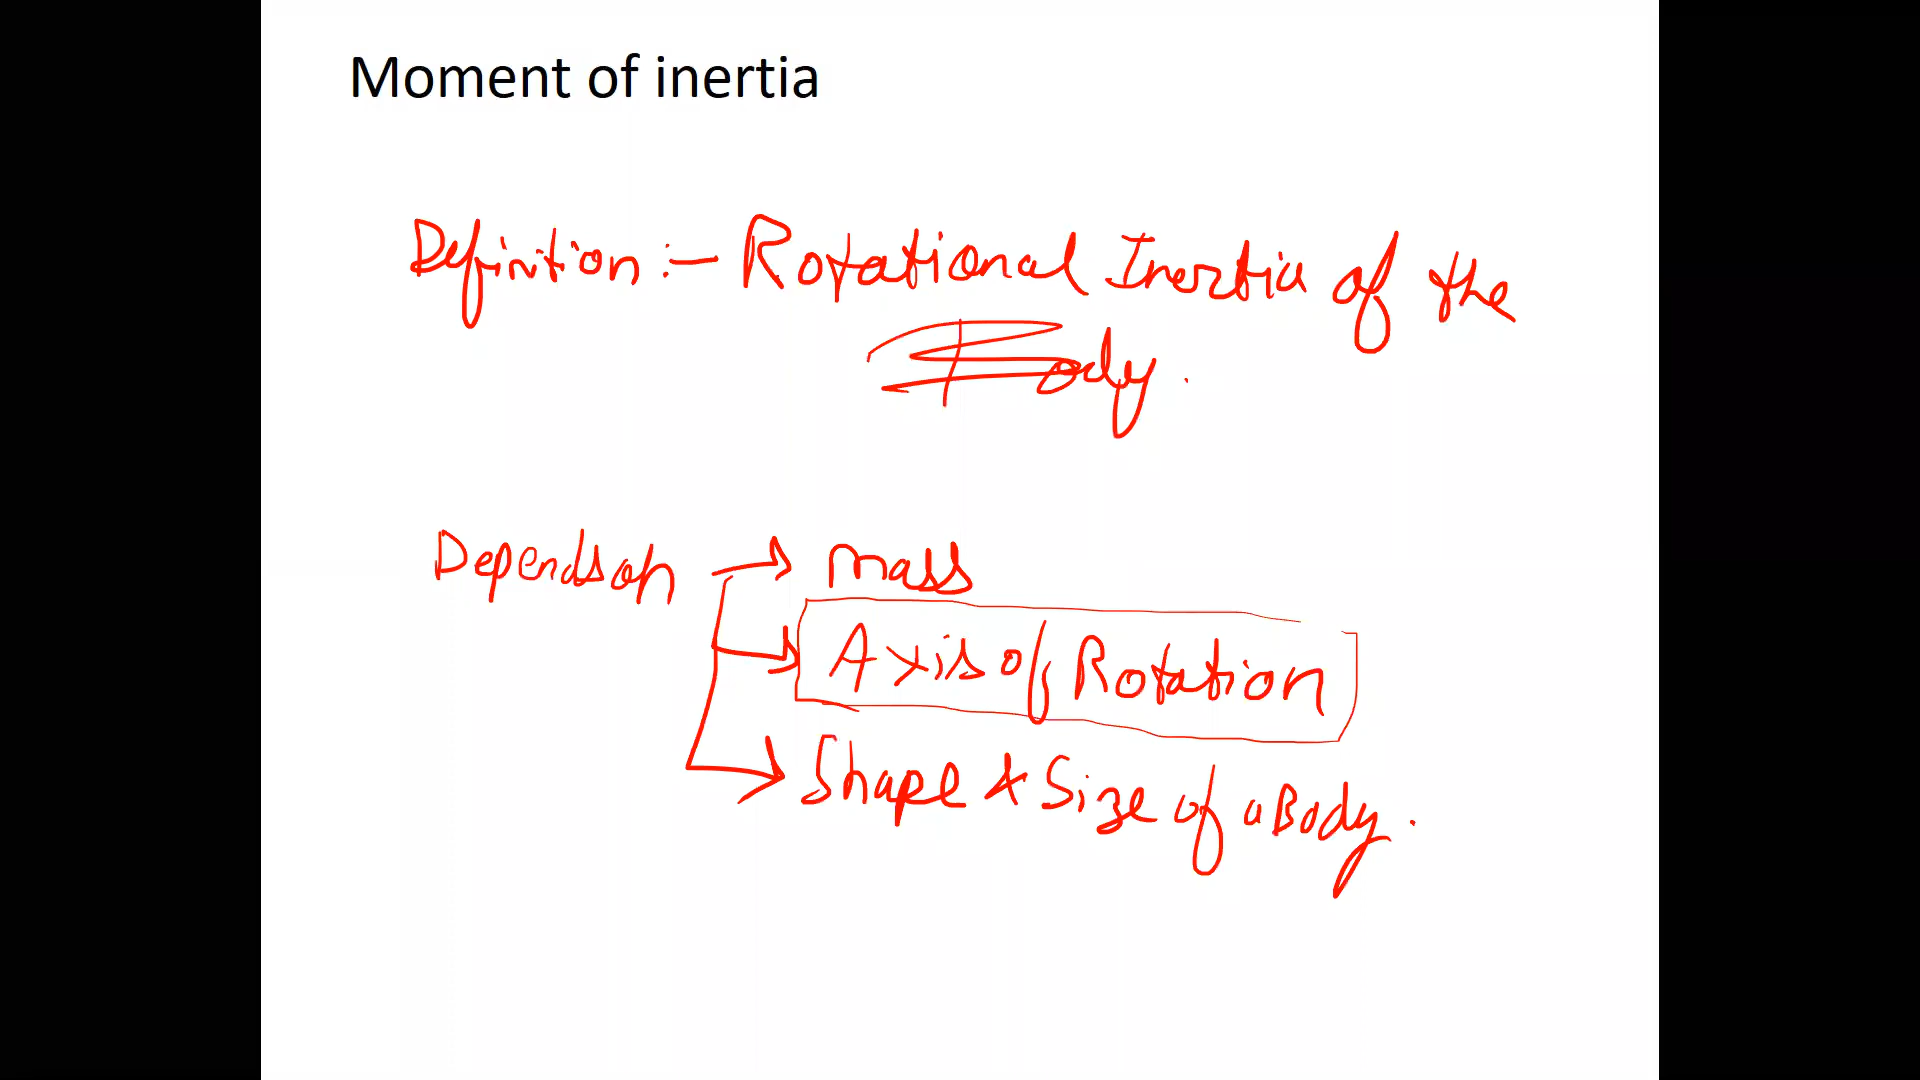 Moment of inertia
Definition :- Rotational Inertia of the
Body.
Depends on → mass
→ Axis of Rotation
→ Shape & Size of a Body.